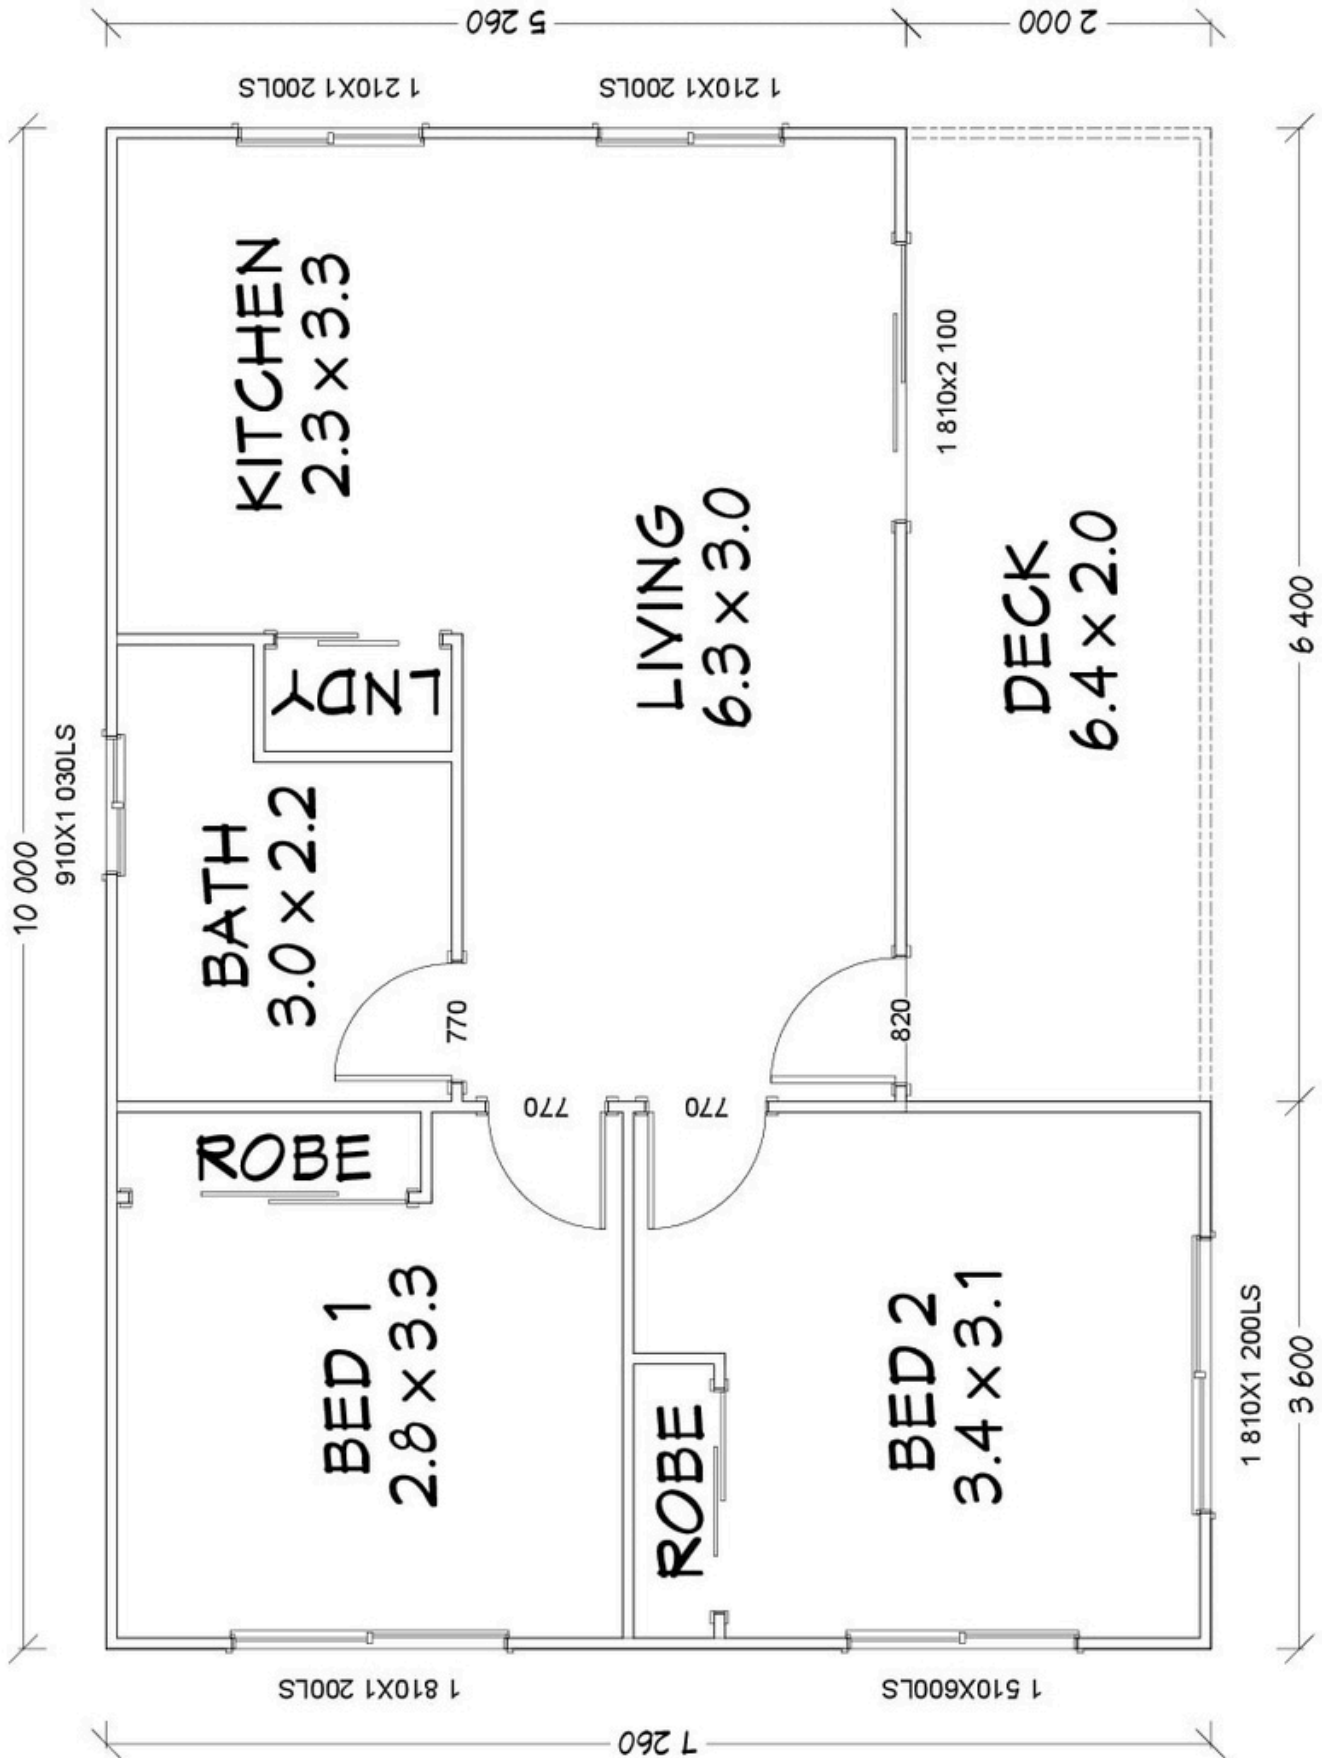 5 260
2 000
1 210X1 200LS
1 210X1 200LS
10 000
KITCHEN
2.3 x 3.3
1 810x2 100
LIVING
6.3 x 3.0
DECK
6.4 x 2.0
6 400
LNDY
910X1 030LS
BATH
3.0 x 2.2
770
820
770
770
ROBE
BED 1
2.8 x 3.3
ROBE
BED 2
3.4 x 3.1
1 810X1 200LS
3 600
1 810X1 200LS
1 510X600LS
7 260